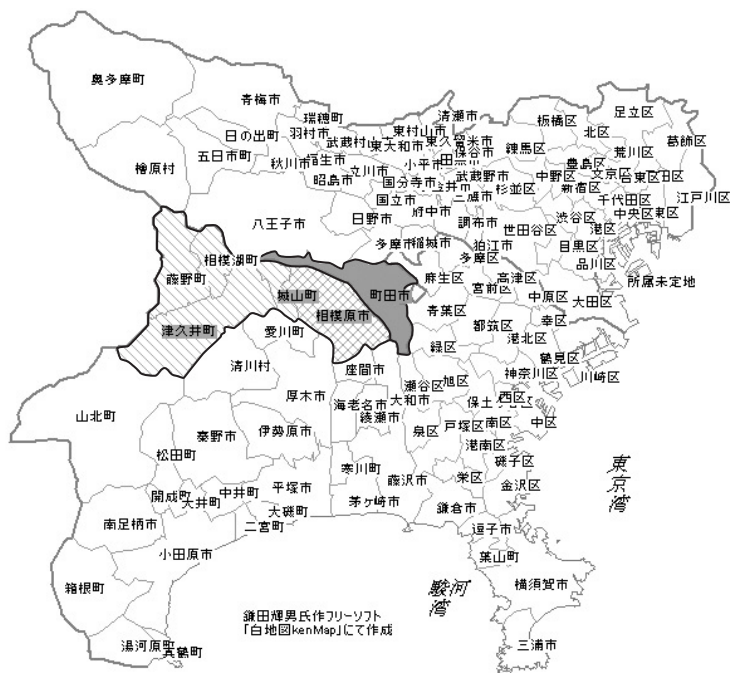 奥多摩町
青梅市
瑞穂町
清瀬市
板橋区
足立区
日の出町
羽村市
東村山市
北区
葛飾区
武蔵村山市
東大和市
東久留米市
保谷市
練馬区
荒川区
五日市町
秋川市
福生市
立川市
小平市
豊島区
文京区
檜原村
昭島市
国分寺市
武蔵野市
中野区
新宿区
国立市
三鷹市
杉並区
千代田区
江戸川区
八王子市
日野市
府中市
調布市
渋谷区
港区
中央区
世田谷区
目黒区
多摩市
稲城市
狛江市
相模湖町
多摩区
品川区
藤野町
麻生区
高津区
所属未定地
城山町
町田市
宮前区
中原区
大田区
相模原市
青葉区
都筑区
幸区
津久井町
愛川町
港北区
緑区
鶴見区
清川村
座間市
神奈川区
川崎区
瀬谷区
旭区
厚木市
大和市
海老名市
西区
山北町
綾瀬市
南区
中区
秦野市
伊勢原市
泉区
戸塚区
港南区
松田町
磯子区
寒川町
栄区
東京湾
開成町
中井町
平塚市
藤沢市
金沢区
大井町
茅ヶ崎市
鎌倉市
南足柄市
大磯町
二宮町
逗子市
小田原市
葉山町
箱根町
駿河湾
横須賀市
鎌田輝男氏作フリーソフト
「白地図kenMap」にて作成
湯河原町
真鶴町
三浦市